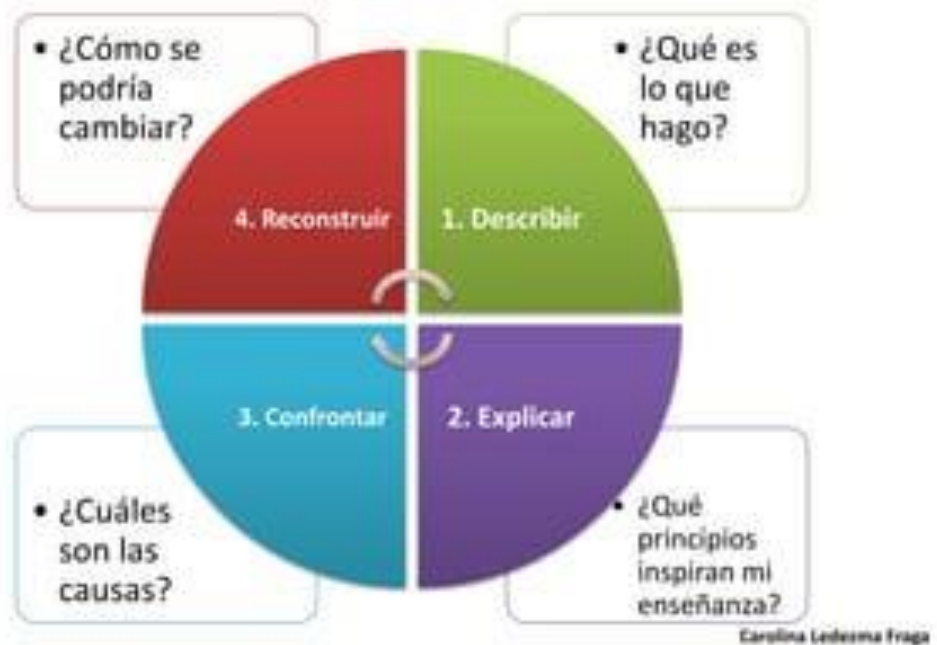 • ¿Cómo se
podría
cambiar?
• ¿Qué es
lo que
hago?
4. Reconstruir
1. Describir
3. Confrontar
2. Explicar
• ¿Cuáles
son las
causas?
• ¿Qué
principios
inspiran mi
enseñanza?
Carolina Ledezma Fraga